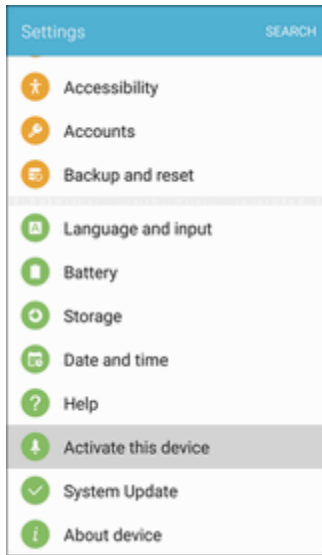 Settings SEARCH
Accessibility
Accounts
Backup and reset
Language and input
Battery
Storage
Date and time
Help
Activate this device
System Update
About device